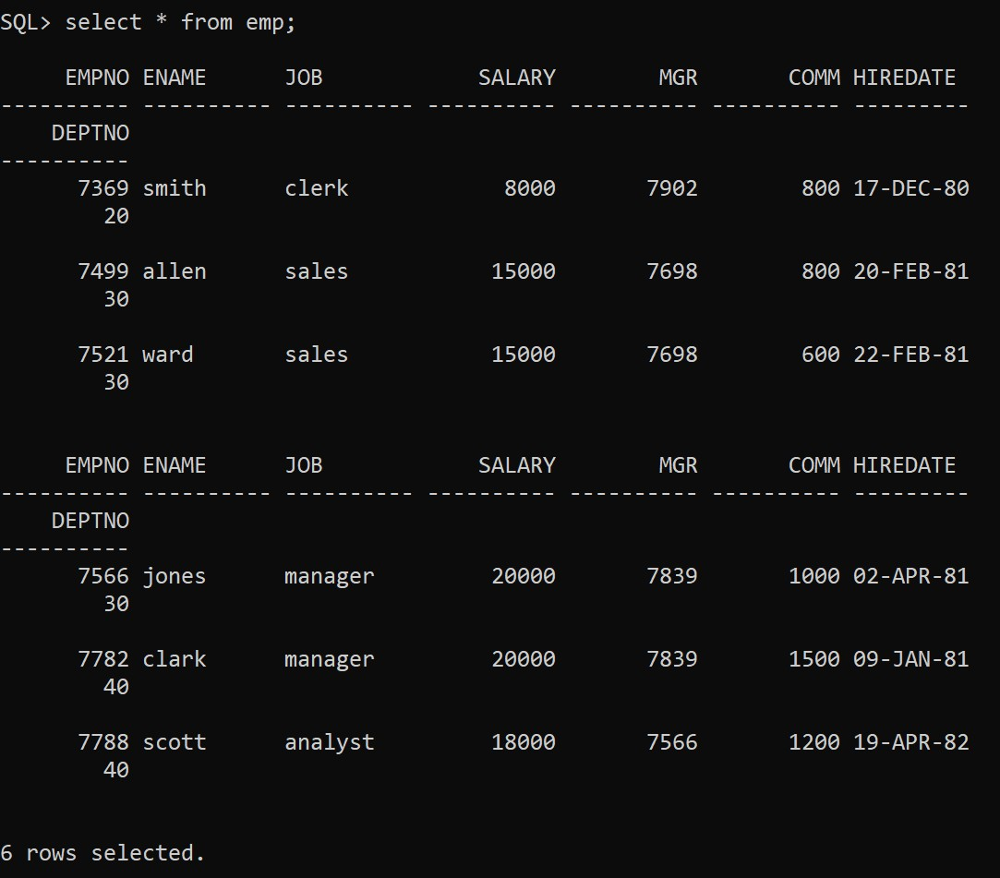 SQL> select * from emp;
     EMPNO ENAME      JOB            SALARY        MGR       COMM HIREDATE
---------- ---------- ---------- ---------- ---------- ---------- ---------
    DEPTNO
----------
      7369 smith      clerk            8000       7902        800 17-DEC-80
        20
      7499 allen      sales           15000       7698        800 20-FEB-81
        30
      7521 ward       sales           15000       7698        600 22-FEB-81
        30
     EMPNO ENAME      JOB            SALARY        MGR       COMM HIREDATE
---------- ---------- ---------- ---------- ---------- ---------- ---------
    DEPTNO
----------
      7566 jones      manager         20000       7839       1000 02-APR-81
        30
      7782 clark      manager         20000       7839       1500 09-JAN-81
        40
      7788 scott      analyst         18000       7566       1200 19-APR-82
        40
6 rows selected.